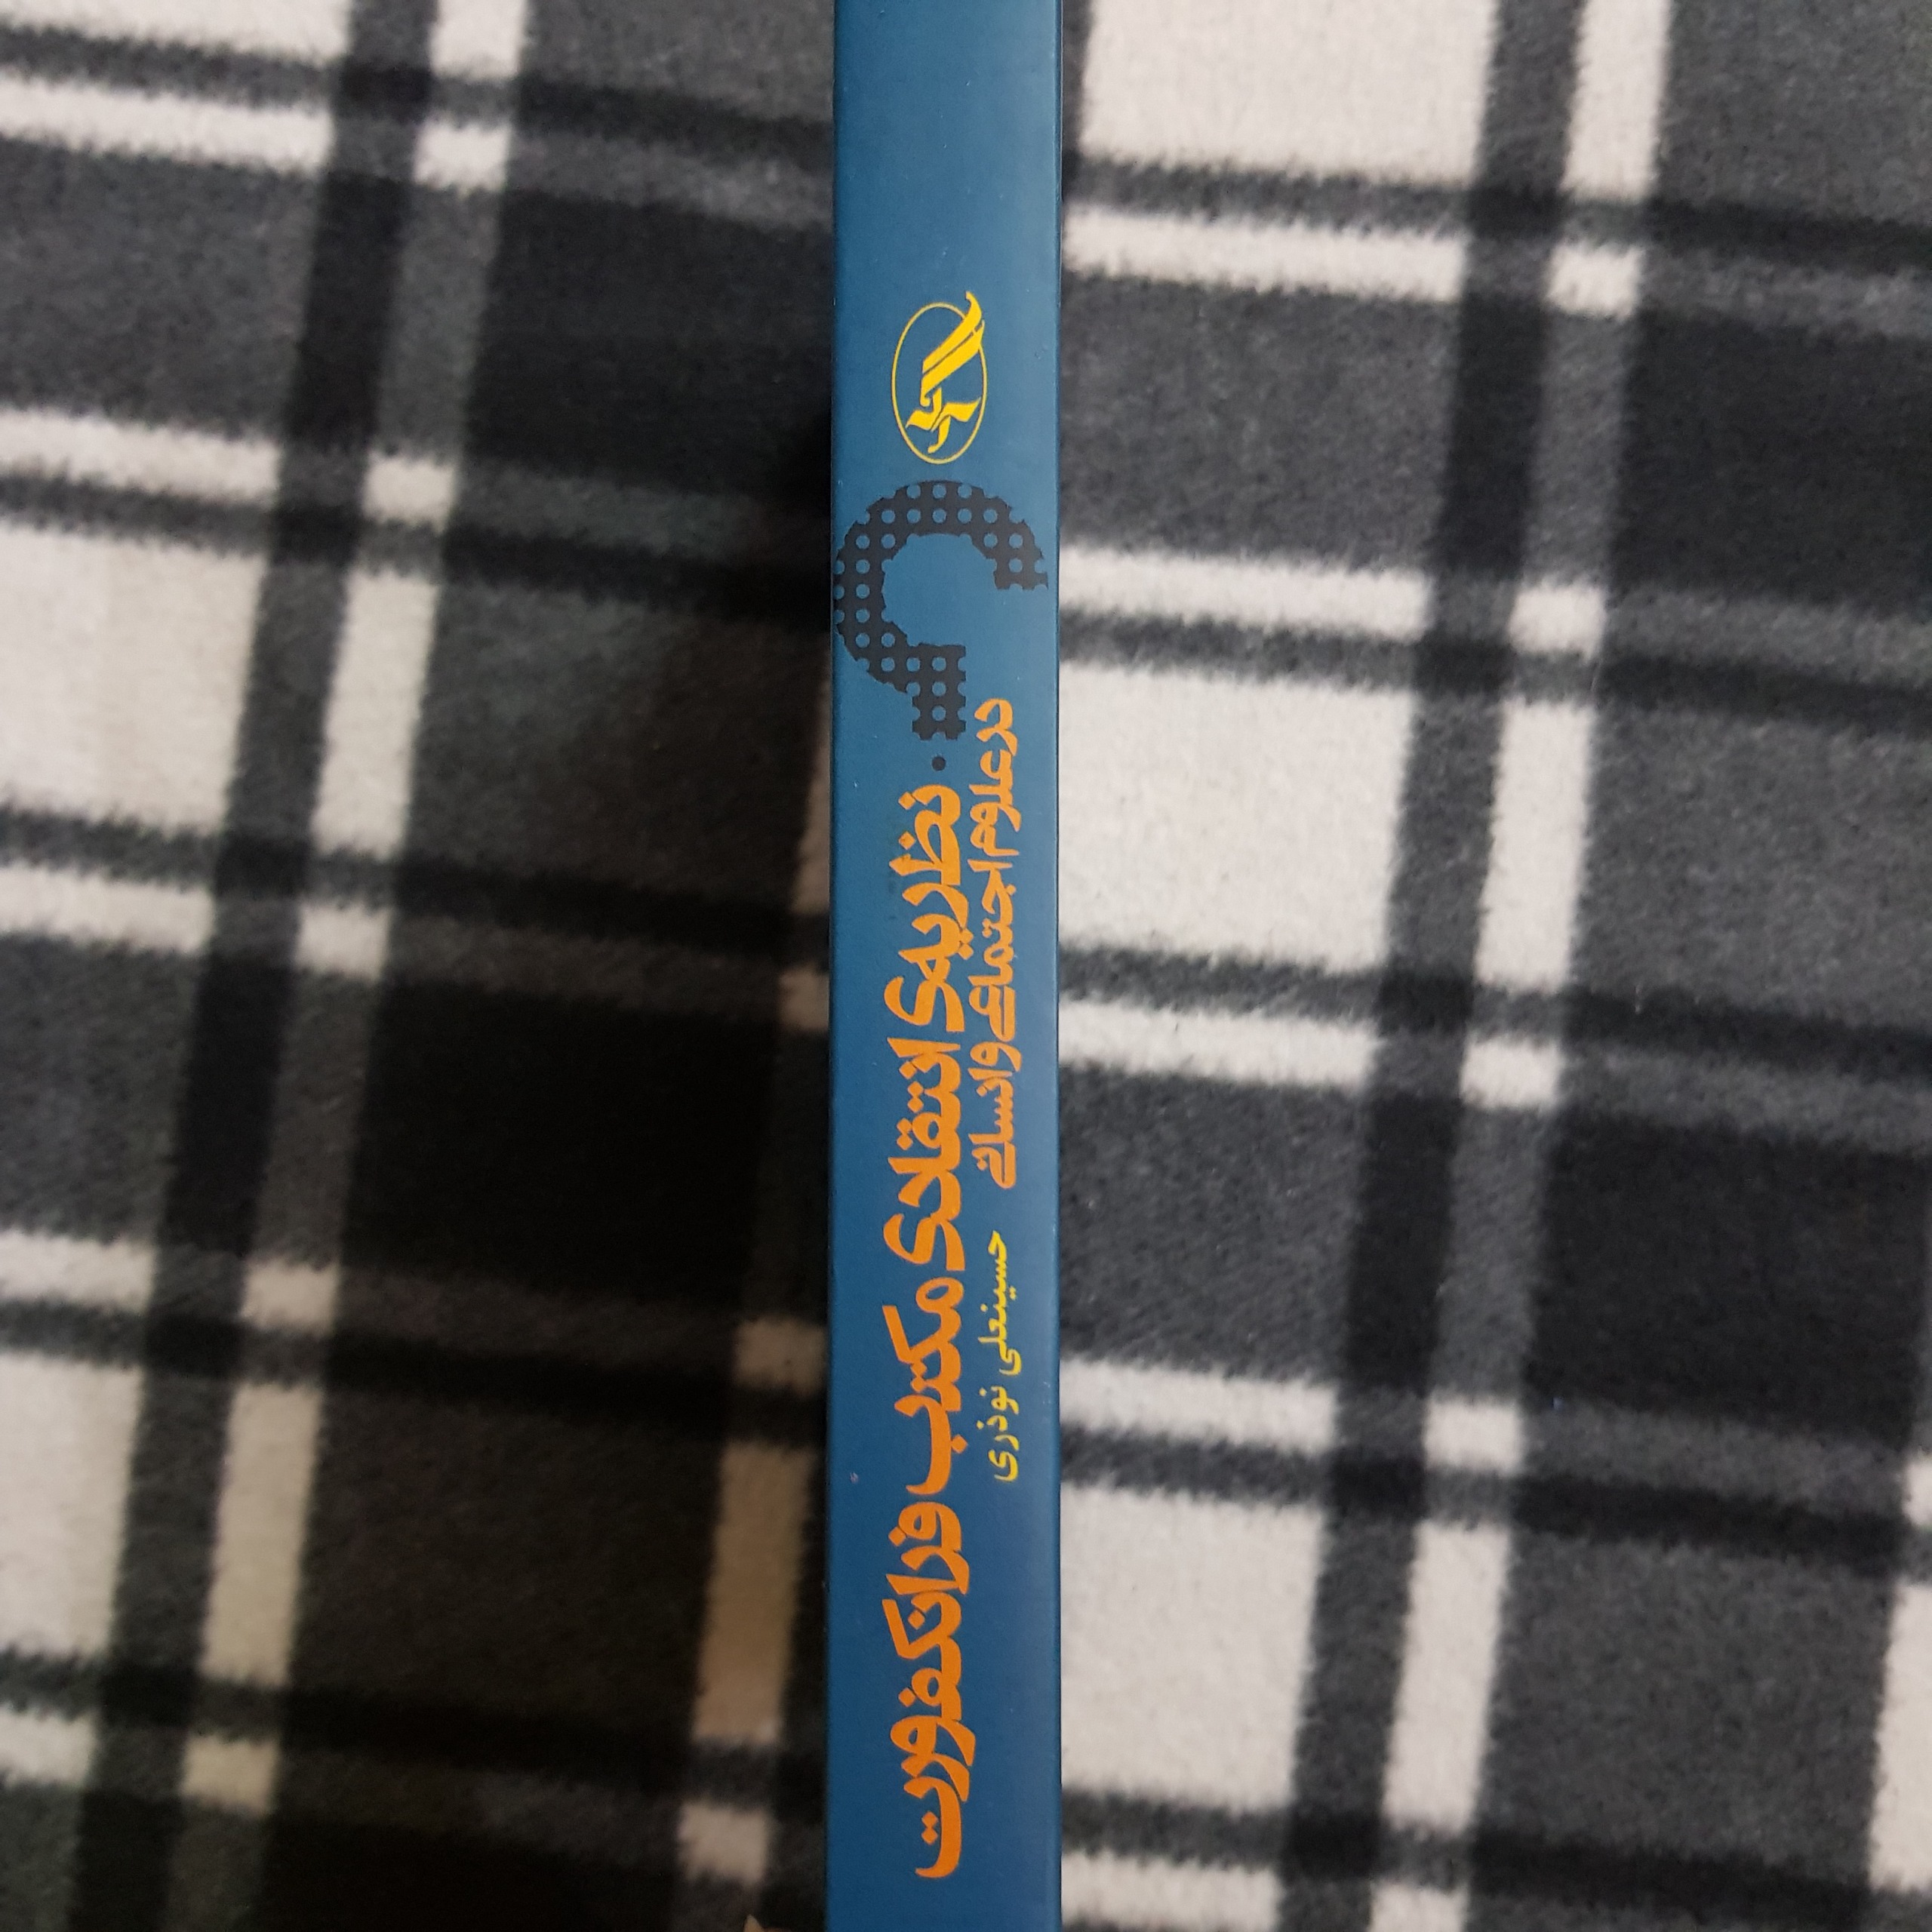 نظریه‌ی انتقادی مکتب فرانکفورت
در علوم اجتماعی و انسانی
حسینعلی نوذری